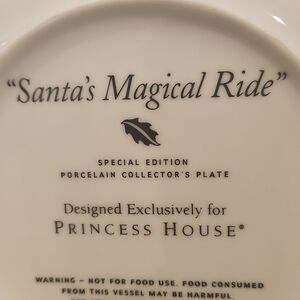 "Santa's Magical Ride"
SPECIAL EDITION
PORCELAIN COLLECTOR'S PLATE
Designed Exclusively for
PRINCESS HOUSE®
WARNING – NOT FOR FOOD USE. FOOD CONSUMED
FROM THIS VESSEL MAY BE HARMFUL